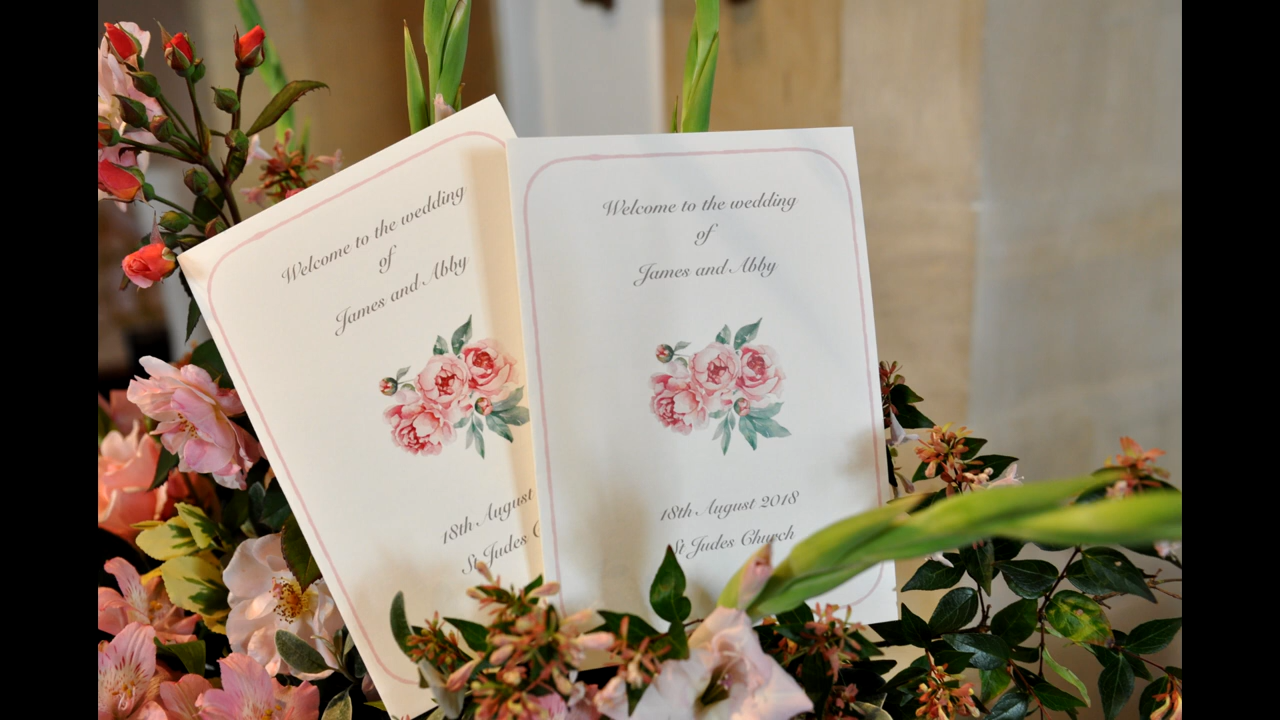 Welcome to the wedding
of
James and Abby
18th August
St Judes
Welcome to the wedding
of
James and Abby
18th August 2018
St Judes Church